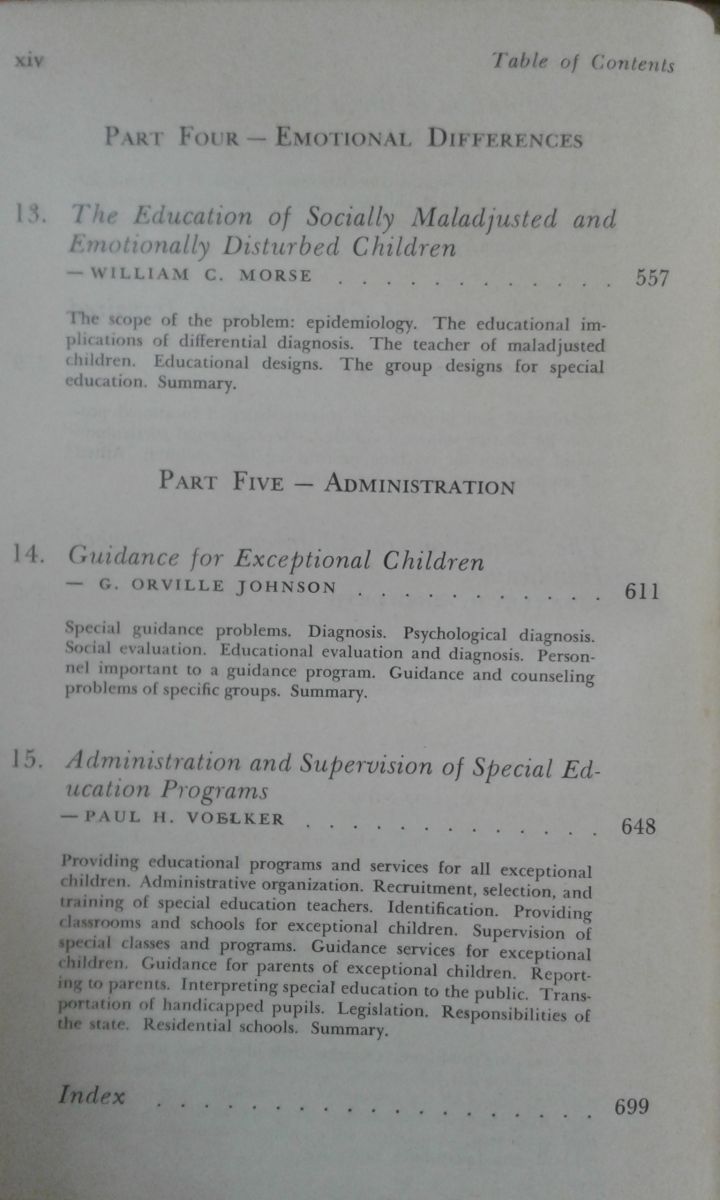 xiv Table of Contents
PART FOUR — EMOTIONAL DIFFERENCES
13. The Education of Socially Maladjusted and
Emotionally Disturbed Children
— WILLIAM C. MORSE . . . . . . . . . . . . 557
The scope of the problem: epidemiology. The educational im-
plications of differential diagnosis. The teacher of maladjusted
children. Educational designs. The group designs for special
education. Summary.
PART FIVE — ADMINISTRATION
14. Guidance for Exceptional Children
— G. ORVILLE JOHNSON . . . . . . . . . . . 611
Special guidance problems. Diagnosis. Psychological diagnosis.
Social evaluation. Educational evaluation and diagnosis. Person-
nel important to a guidance program. Guidance and counseling
problems of specific groups. Summary.
15. Administration and Supervision of Special Ed-
ucation Programs
— PAUL H. VOELKER . . . . . . . . . . . . . 648
Providing educational programs and services for all exceptional
children. Administrative organization. Recruitment, selection, and
training of special education teachers. Identification. Providing
classrooms and schools for exceptional children. Supervision of
special classes and programs. Guidance services for exceptional
children. Guidance for parents of exceptional children. Report-
ing to parents. Interpreting special education to the public. Trans-
portation of handicapped pupils. Legislation. Responsibilities of
the state. Residential schools. Summary.
Index . . . . . . . . . . . . . . . . . . . 699